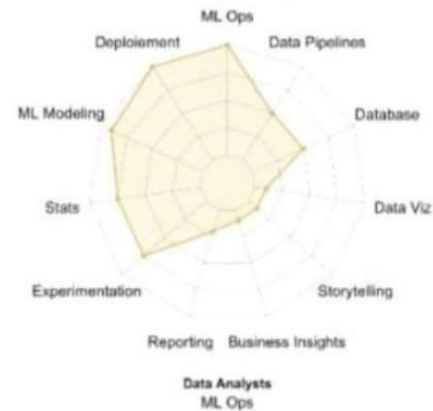 ML Ops
Deploiement
Data Pipelines
ML Modeling
Database
Stats
Data Viz
Experimentation
Storytelling
Reporting
Business Insights
Data Analysts
ML Ops